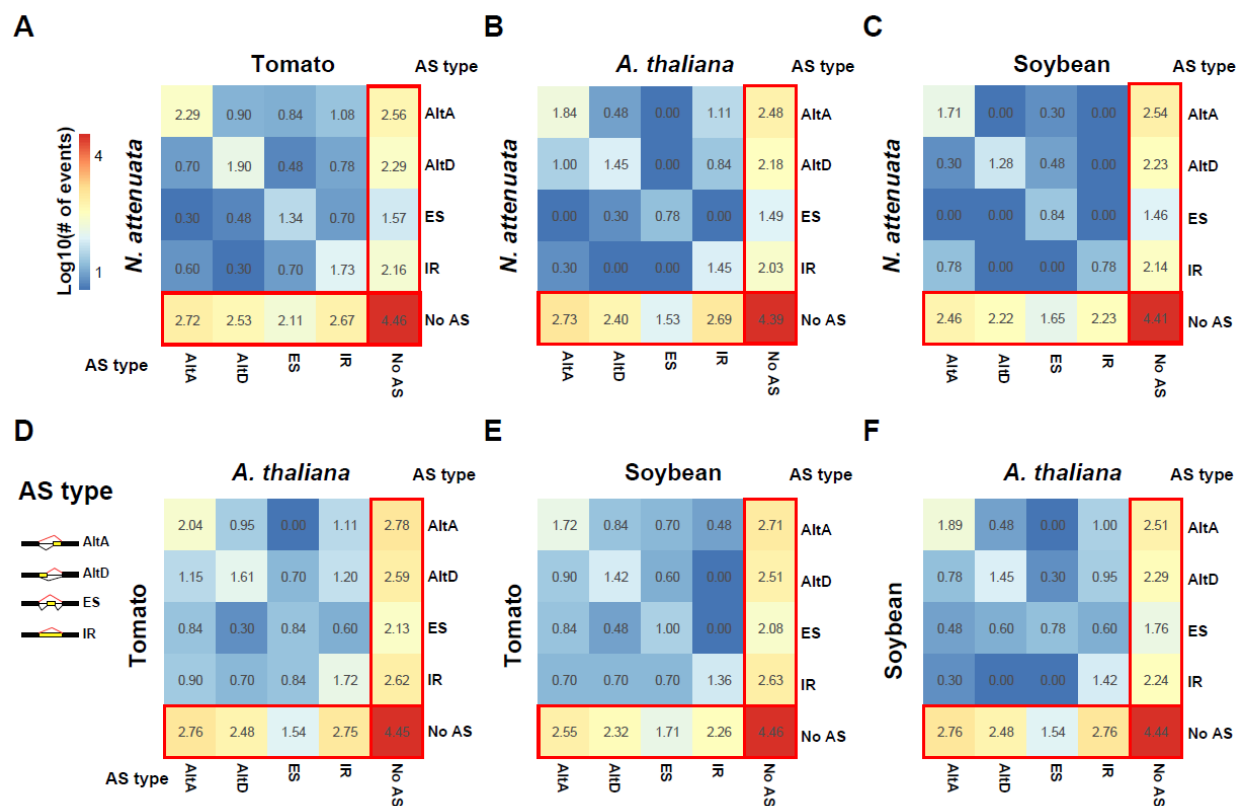 A
Tomato
AS type
2.29 0.90 0.84 1.08 2.56 AltA
0.70 1.90 0.48 0.78 2.29 AltD
0.30 0.48 1.34 0.70 1.57 ES
0.60 0.30 0.70 1.73 2.16 IR
2.72 2.53 2.11 2.67 4.46 No AS
AS type
AltA AltD ES IR No AS
N. attenuata
Log10(# of events)
4
1
B
A. thaliana
AS type
1.84 0.48 0.00 1.11 2.48 AltA
1.00 1.45 0.00 0.84 2.18 AltD
0.00 0.30 0.78 0.00 1.49 ES
0.30 0.00 0.00 1.45 2.03 IR
2.73 2.40 1.53 2.69 4.39 No AS
AltA AltD ES IR No AS
N. attenuata
C
Soybean
AS type
1.71 0.00 0.30 0.00 2.54 AltA
0.30 1.28 0.48 0.00 2.23 AltD
0.00 0.00 0.84 0.00 1.46 ES
0.78 0.00 0.00 0.78 2.14 IR
2.46 2.22 1.65 2.23 4.41 No AS
AltA AltD ES IR No AS
N. attenuata
D
AS type
AltA
AltD
ES
IR
A. thaliana
AS type
2.04 0.95 0.00 1.11 2.78 AltA
1.15 1.61 0.70 1.20 2.59 AltD
0.84 0.30 0.84 0.60 2.13 ES
0.90 0.70 0.84 1.72 2.62 IR
2.76 2.48 1.54 2.75 4.45 No AS
AS type
AltA AltD ES IR No AS
Tomato
E
Soybean
AS type
1.72 0.84 0.70 0.48 2.71 AltA
0.90 1.42 0.60 0.00 2.51 AltD
0.84 0.48 1.00 0.00 2.08 ES
0.70 0.70 0.70 1.36 2.63 IR
2.55 2.32 1.71 2.26 4.46 No AS
AltA AltD ES IR No AS
Tomato
F
A. thaliana
AS type
1.89 0.48 0.00 1.00 2.51 AltA
0.78 1.45 0.30 0.95 2.29 AltD
0.48 0.60 0.78 0.60 1.76 ES
0.30 0.00 0.00 1.42 2.24 IR
2.76 2.48 1.54 2.76 4.44 No AS
AltA AltD ES IR No AS
Soybean